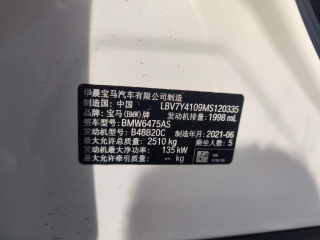 华晨宝马汽车有限公司制造
制造国：中国 LBV7Y4109MS120335
品牌：宝马(BMW)牌 发动机排量：1998 mL
整车型号：BMW6475AS
发动机型号：B48B20C 制造年月：2021-06
最大允许总质量：2510 kg 乘坐人数：5
发动机最大净功率：135 kW
最大允许牵引质量：-- kg